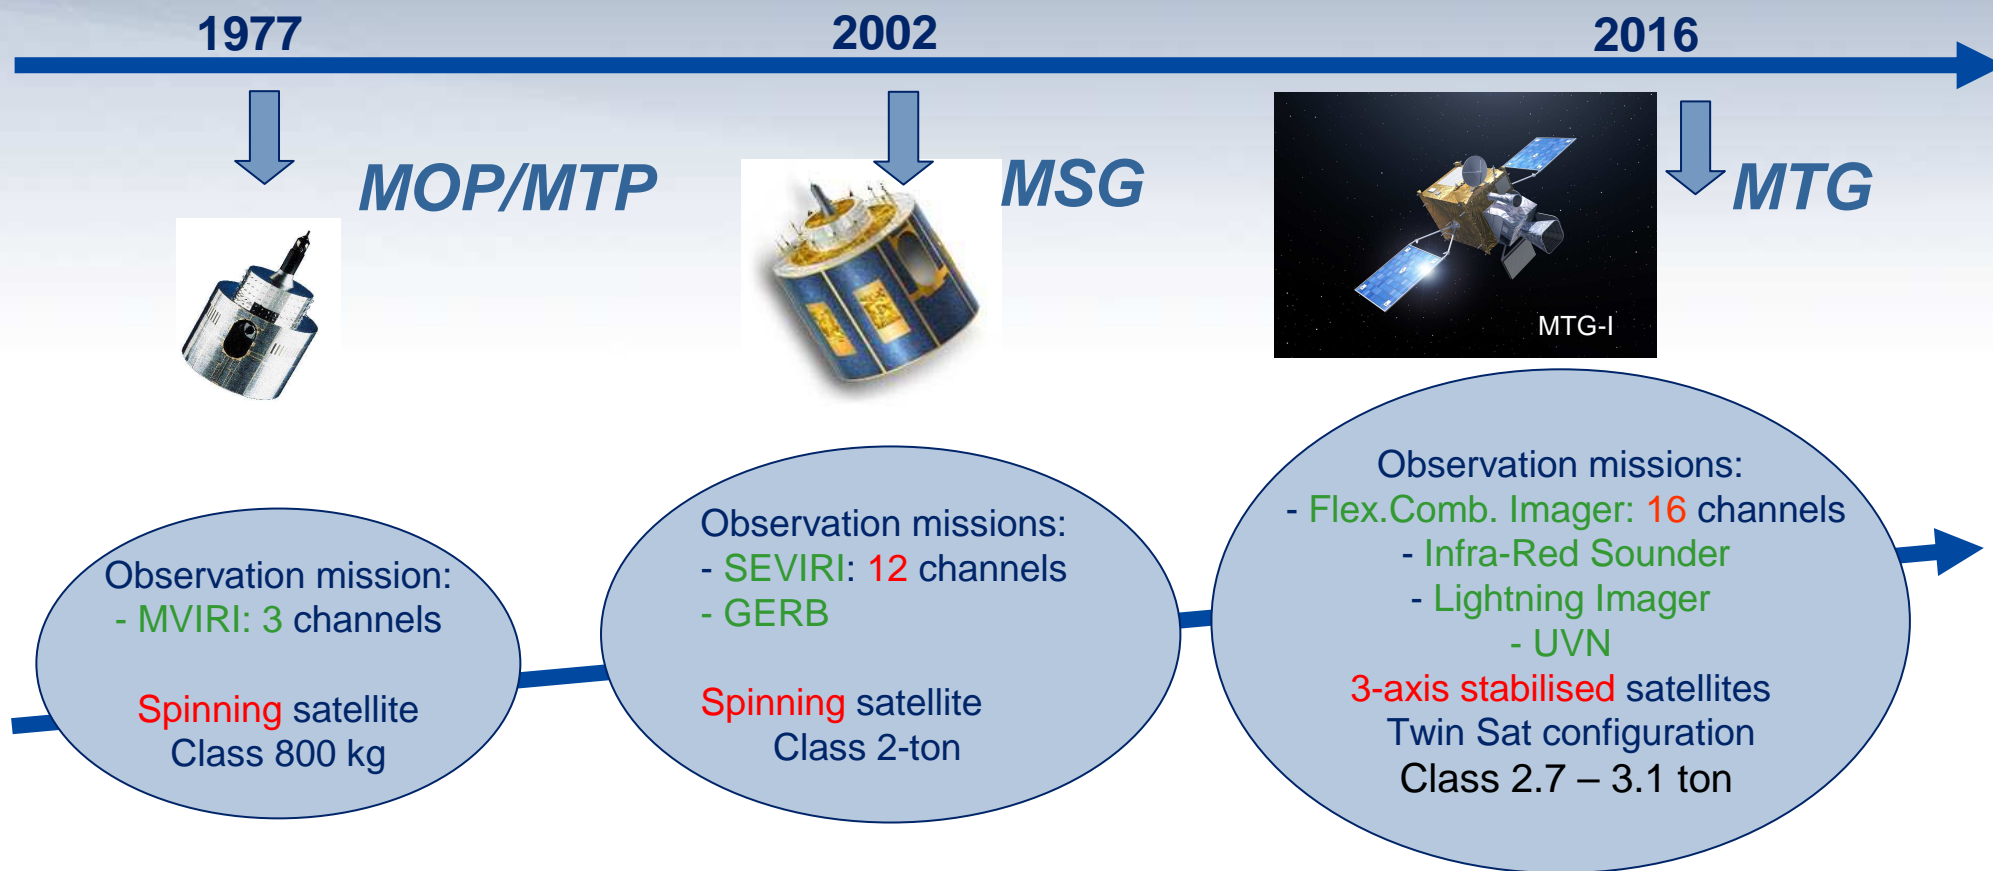 1977
2002
2016
MOP/MTP
MSG
MTG
MTG-I
Observation mission:
- MVIRI: 3 channels
Spinning satellite
Class 800 kg
Observation missions:
- SEVIRI: 12 channels
- GERB
Spinning satellite
Class 2-ton
Observation missions:
- Flex.Comb. Imager: 16 channels
- Infra-Red Sounder
- Lightning Imager
- UVN
3-axis stabilised satellites
Twin Sat configuration
Class 2.7 – 3.1 ton